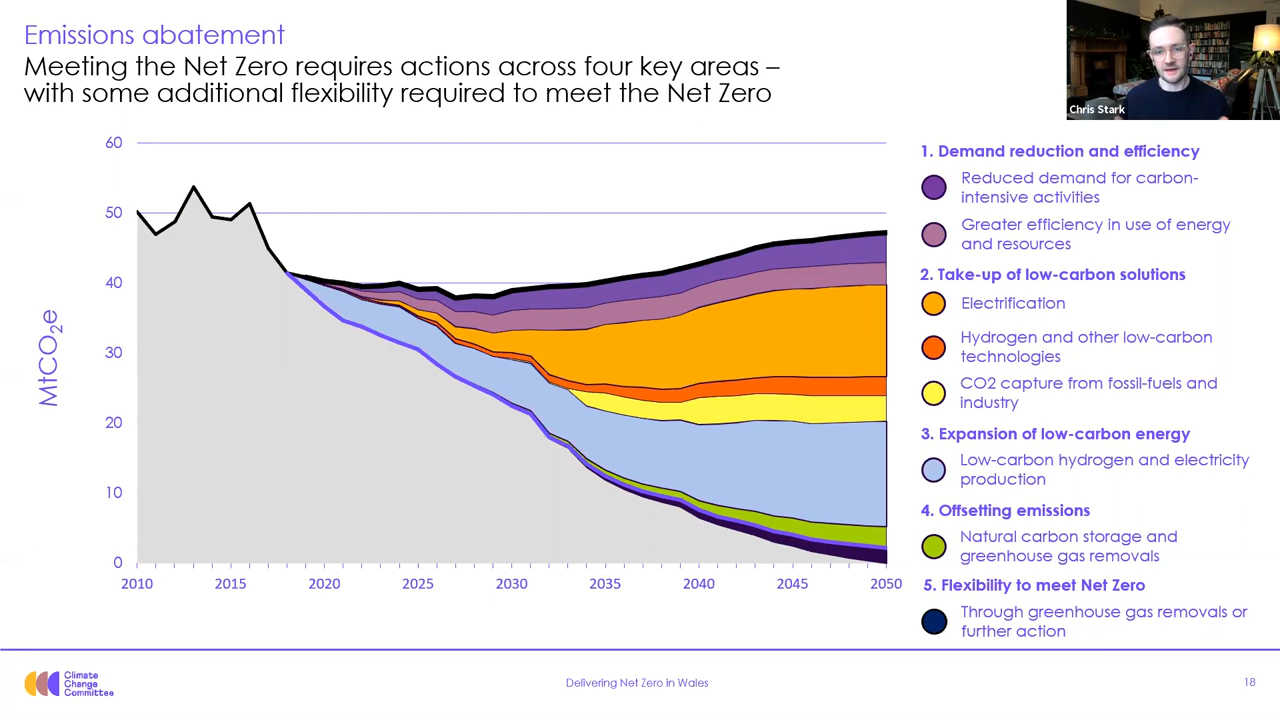 Emissions abatement
Meeting the Net Zero requires actions across four key areas –
with some additional flexibility required to meet the Net Zero
Chris Stark
MtCO₂e
60
50
40
30
20
10
0
2010 2015 2020 2025 2030 2035 2040 2045 2050
1. Demand reduction and efficiency
Reduced demand for carbon-
intensive activities
Greater efficiency in use of energy
and resources
2. Take-up of low-carbon solutions
Electrification
Hydrogen and other low-carbon
technologies
CO2 capture from fossil-fuels and
industry
3. Expansion of low-carbon energy
Low-carbon hydrogen and electricity
production
4. Offsetting emissions
Natural carbon storage and
greenhouse gas removals
5. Flexibility to meet Net Zero
Through greenhouse gas removals or
further action
Climate
Change
Committee
Delivering Net Zero in Wales
18